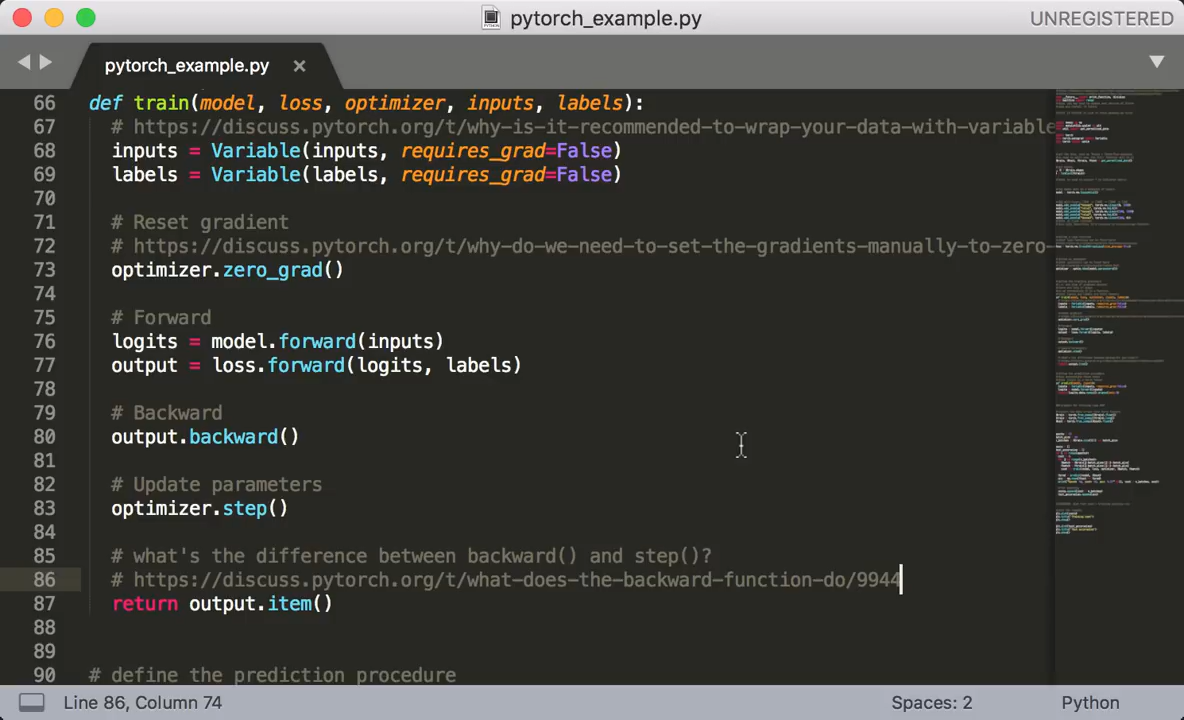 pytorch_example.py
UNREGISTERED
pytorch_example.py
66 def train(model, loss, optimizer, inputs, labels):
67 # https://discuss.pytorch.org/t/why-is-it-recommended-to-wrap-your-data-with-variable
68 inputs = Variable(inputs, requires_grad=False)
69 labels = Variable(labels, requires_grad=False)
70
71 # Reset gradient
72 # https://discuss.pytorch.org/t/why-do-we-need-to-set-the-gradients-manually-to-zero-
73 optimizer.zero_grad()
74
75 # Forward
76 logits = model.forward(inputs)
77 output = loss.forward(logits, labels)
78
79 # Backward
80 output.backward()
81
82 # Update parameters
83 optimizer.step()
84
85 # what's the difference between backward() and step()?
86 # https://discuss.pytorch.org/t/what-does-the-backward-function-do/9944
87 return output.item()
88
89
90 # define the prediction procedure
Line 86, Column 74
Spaces: 2
Python